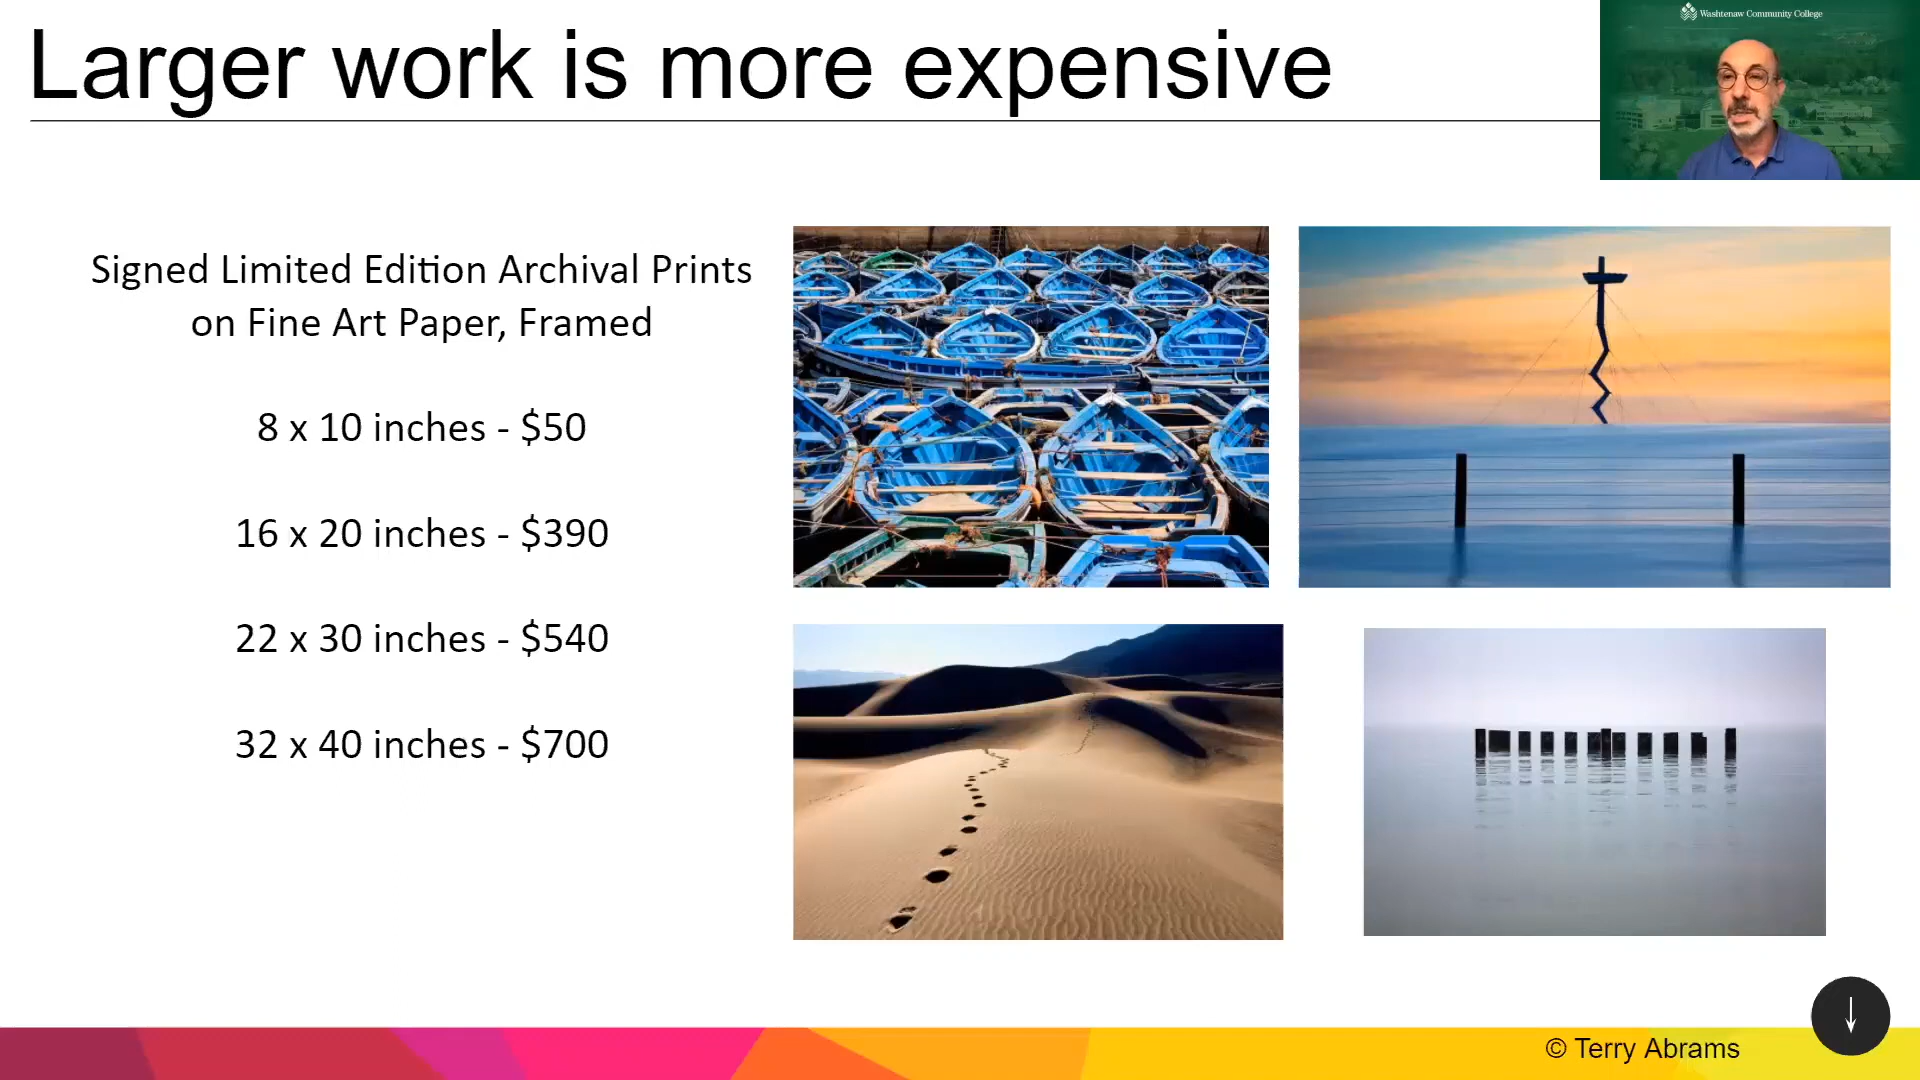 Larger work is more expensive
Washtenaw Community College
Signed Limited Edition Archival Prints
on Fine Art Paper, Framed
8 x 10 inches - $50
16 x 20 inches - $390
22 x 30 inches - $540
32 x 40 inches - $700
© Terry Abrams